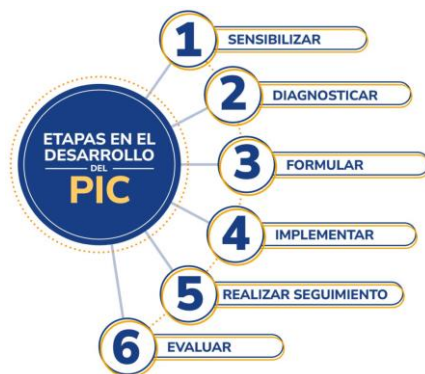 ETAPAS EN EL
DESARROLLO
DEL
PIC
1 SENSIBILIZAR
2 DIAGNOSTICAR
3 FORMULAR
4 IMPLEMENTAR
5 REALIZAR SEGUIMIENTO
6 EVALUAR